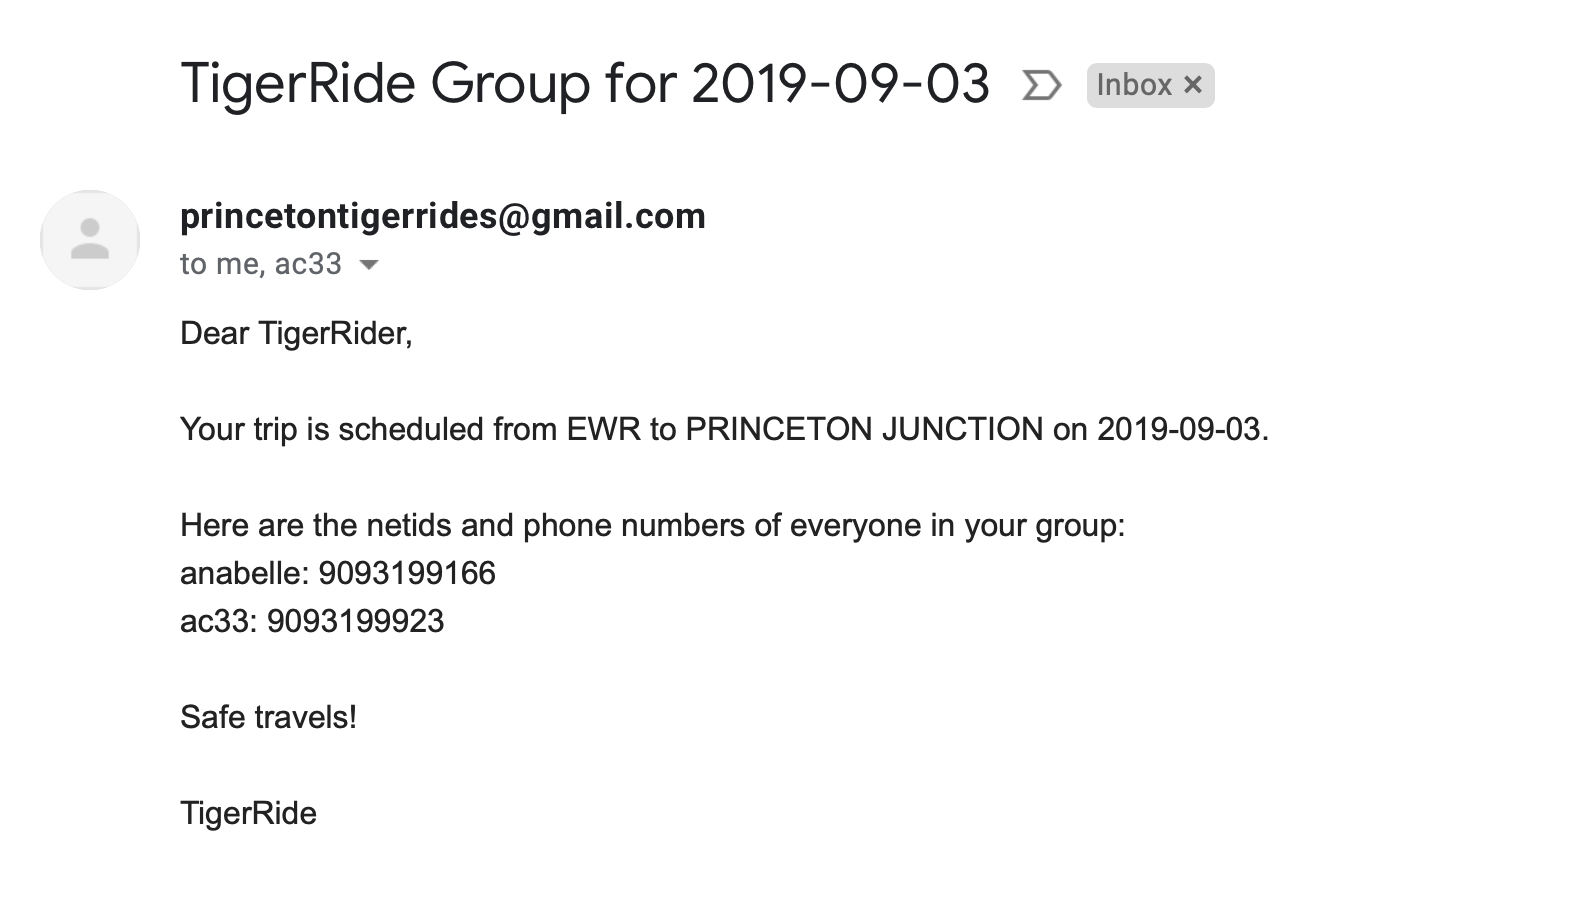 TigerRide Group for 2019-09-03 Inbox ×
princetontigerrides@gmail.com
to me, ac33
Dear TigerRider,
Your trip is scheduled from EWR to PRINCETON JUNCTION on 2019-09-03.
Here are the netids and phone numbers of everyone in your group:
anabelle: 9093199166
ac33: 9093199923
Safe travels!
TigerRide